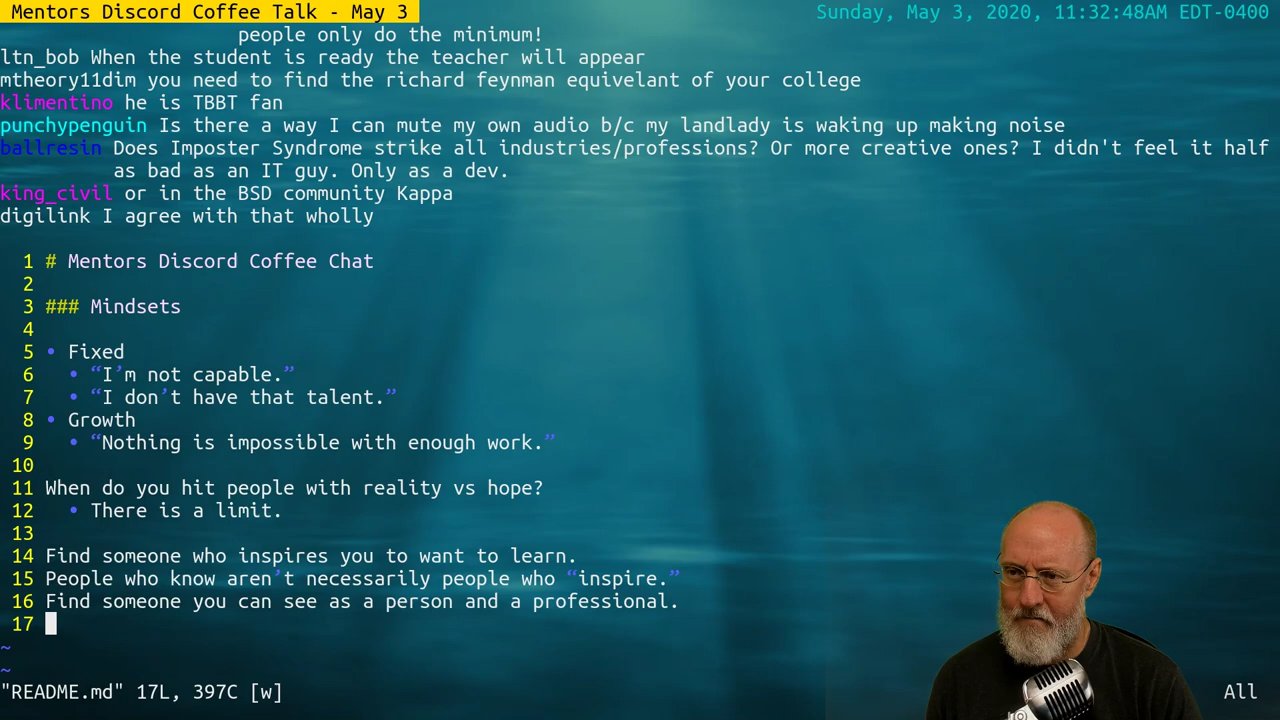 Mentors Discord Coffee Talk - May 3
Sunday, May 3, 2020, 11:32:48AM EDT-0400
people only do the minimum!
ltn_bob When the student is ready the teacher will appear
mtheory11dim you need to find the richard feynman equivelant of your college
klimentino he is TBBT fan
punchypenguin Is there a way I can mute my own audio b/c my landlady is waking up making noise
ballresin Does Imposter Syndrome strike all industries/professions? Or more creative ones? I didn't feel it half
as bad as an IT guy. Only as a dev.
king_civil or in the BSD community Kappa
digilink I agree with that wholly
1 # Mentors Discord Coffee Chat
2
3 ### Mindsets
4
5 • Fixed
6 • “I’m not capable.”
7 • “I don’t have that talent.”
8 • Growth
9 • “Nothing is impossible with enough work.”
10
11 When do you hit people with reality vs hope?
12 • There is a limit.
13
14 Find someone who inspires you to want to learn.
15 People who know aren’t necessarily people who “inspire.”
16 Find someone you can see as a person and a professional.
17
~
~
"README.md" 17L, 397C [w]
All